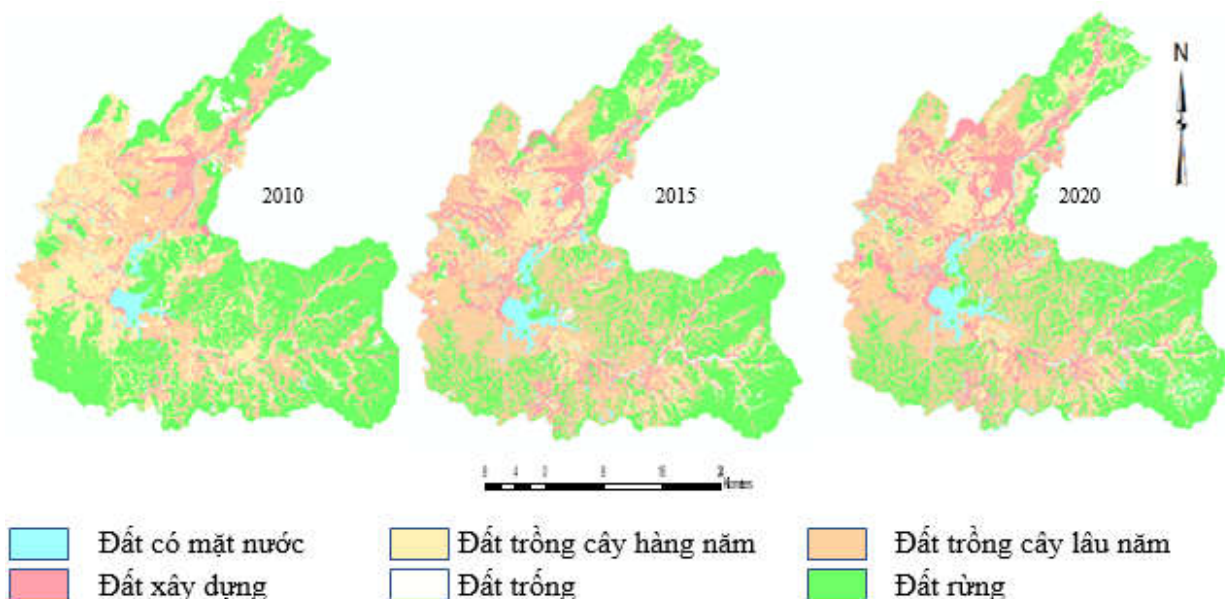 N
2010
2015
2020
Đất có mặt nước
Đất trồng cây hàng năm
Đất trồng cây lâu năm
Đất xây dựng
Đất trống
Đất rừng